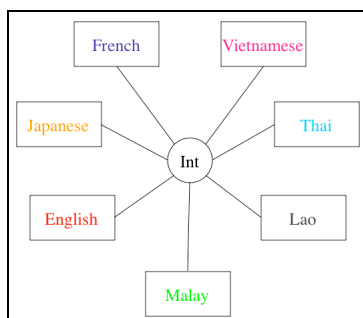 French
Vietnamese
Japanese
Thai
Int
English
Lao
Malay